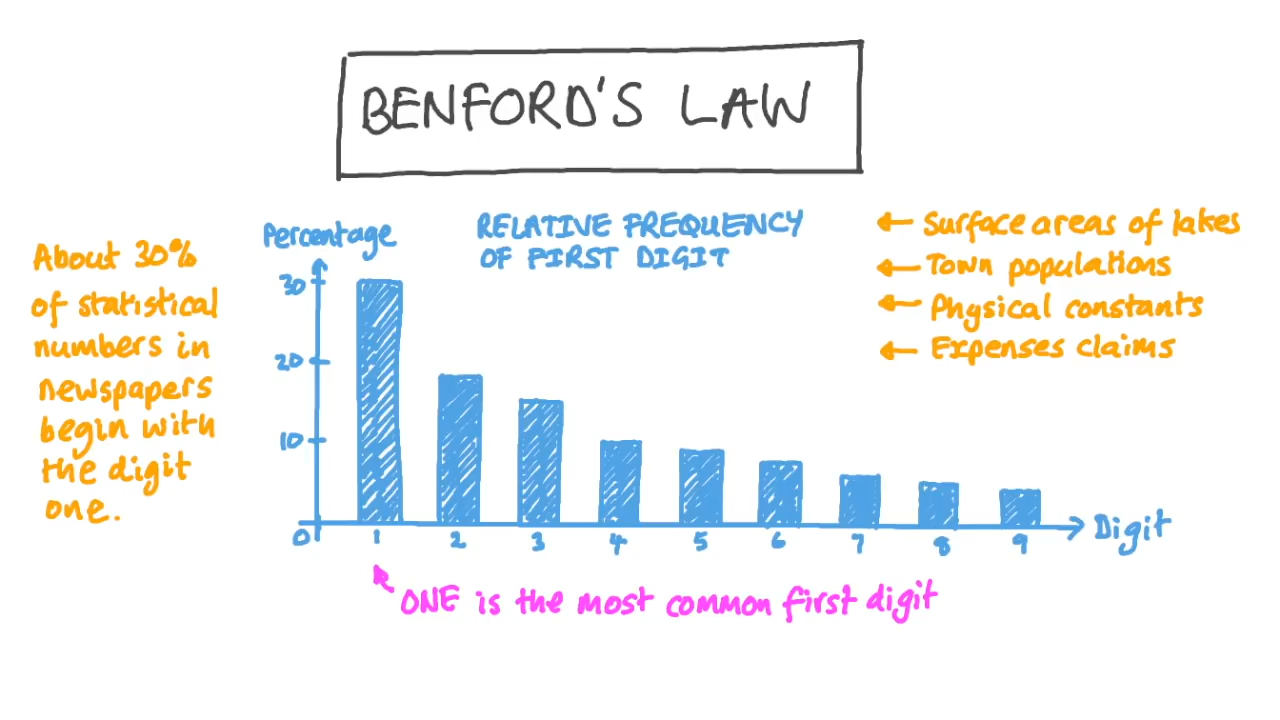 BENFORD'S LAW
About 30%
of statistical
numbers in
newspapers
begin with
the digit
one.
Percentage
RELATIVE FREQUENCY
OF FIRST DIGIT
30
20
10
0
1 2 3 4 5 6 7 8 9
Digit
← Surface areas of lakes
← Town populations
← Physical constants
← Expenses claims
ONE is the most common first digit